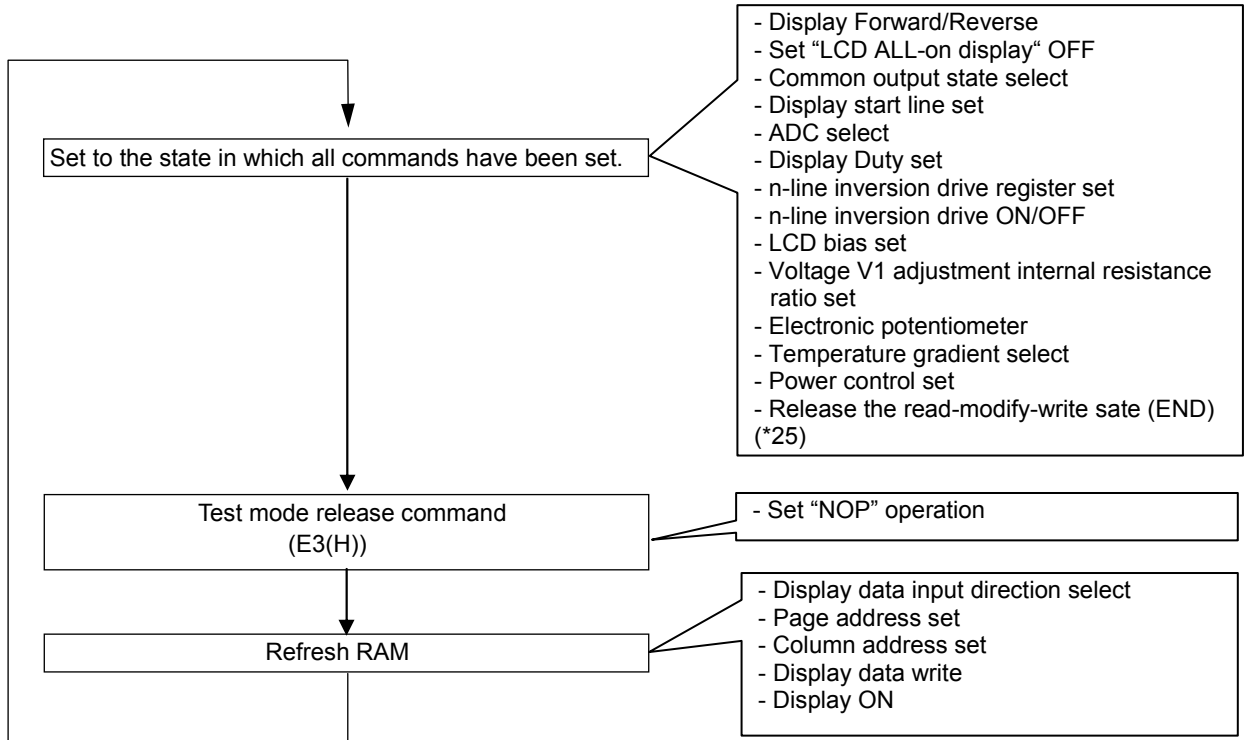 - Display Forward/Reverse
- Set “LCD ALL-on display“ OFF
- Common output state select
- Display start line set
- ADC select
- Display Duty set
- n-line inversion drive register set
- n-line inversion drive ON/OFF
- LCD bias set
- Voltage V1 adjustment internal resistance
ratio set
- Electronic potentiometer
- Temperature gradient select
- Power control set
- Release the read-modify-write sate (END)
(*25)
Set to the state in which all commands have been set.
Test mode release command
(E3(H))
- Set “NOP” operation
Refresh RAM
- Display data input direction select
- Page address set
- Column address set
- Display data write
- Display ON